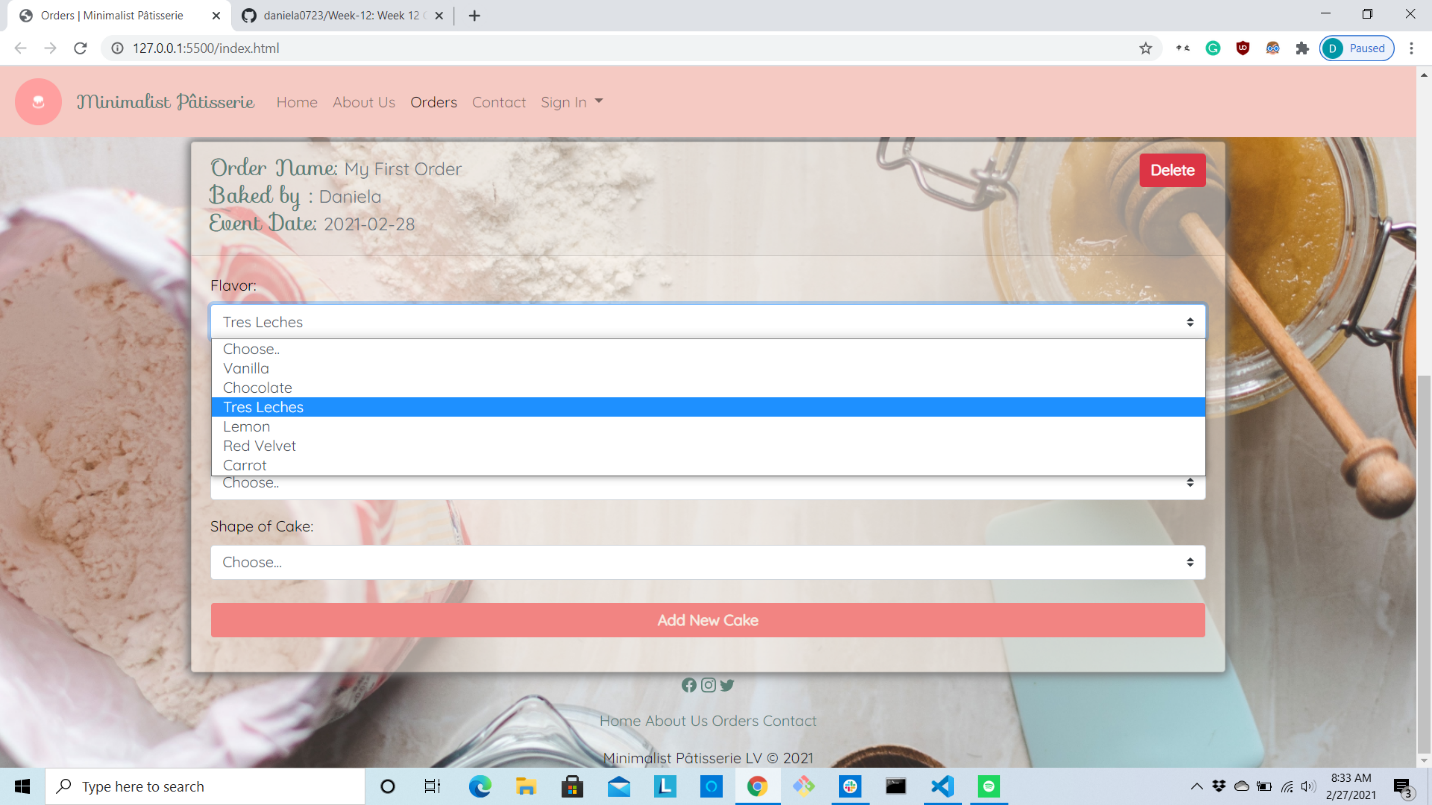 Orders | Minimalist Pâtisserie
daniela0723/Week-12: Week 12
127.0.0.1:5500/index.html
D Paused
Minimalist Pâtisserie Home About Us Orders Contact Sign In
Order Name: My First Order
Delete
Baked by : Daniela
Event Date: 2021-02-28
Flavor:
Tres Leches
Choose..
Vanilla
Chocolate
Tres Leches
Lemon
Red Velvet
Carrot
Choose..
Shape of Cake:
Choose...
Add New Cake
Home About Us Orders Contact
Minimalist Pâtisserie LV © 2021
Type here to search
8:33 AM
2/27/2021
3